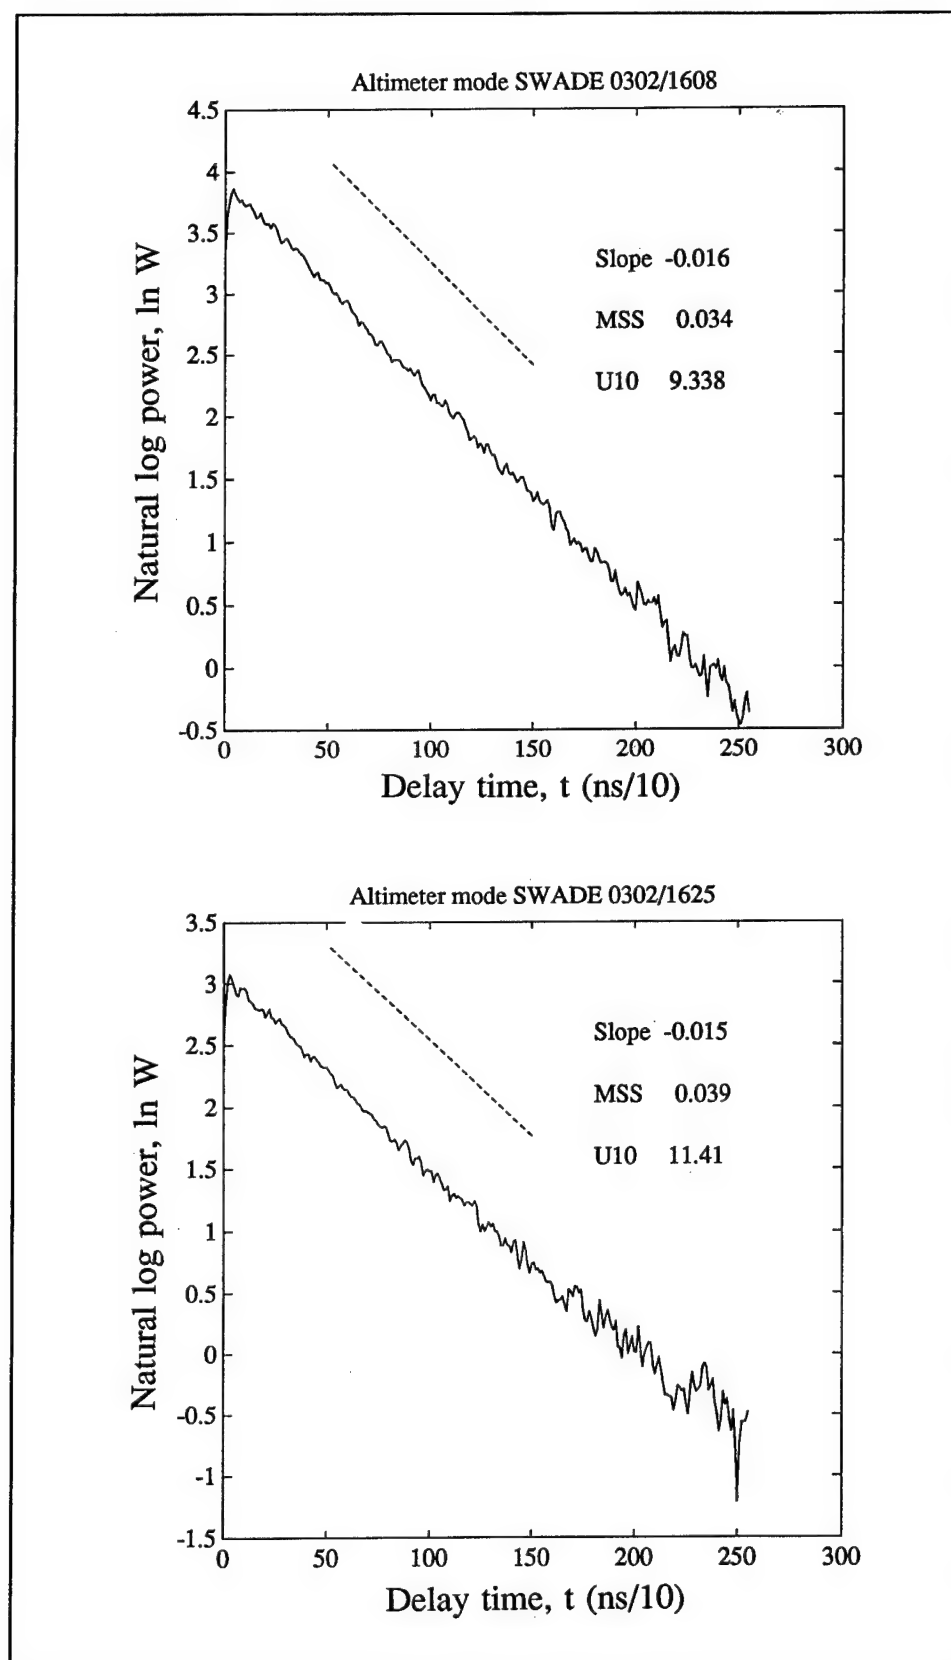 Altimeter mode SWADE 0302/1608
4.5
4
3.5
3
2.5
2
1.5
1
0.5
0
-0.5
Natural log power, ln W
Slope -0.016
MSS 0.034
U10 9.338
0 50 100 150 200 250 300
Delay time, t (ns/10)
Altimeter mode SWADE 0302/1625
3.5
3
2.5
2
1.5
1
0.5
0
-0.5
-1
-1.5
Natural log power, ln W
Slope -0.015
MSS 0.039
U10 11.41
0 50 100 150 200 250 300
Delay time, t (ns/10)